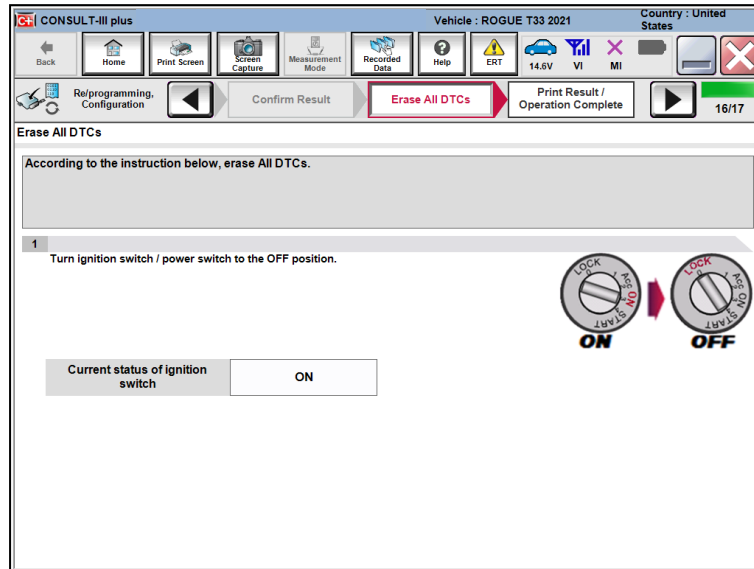 C+ CONSULT-III plus
Vehicle : ROGUE T33 2021
Country : United
States
Back
Home
Print Screen
Screen
Capture
Measurement
Mode
Recorded
Data
Help
ERT
14.6V
VI
MI
Re/programming,
Configuration
Confirm Result
Erase All DTCs
Print Result /
Operation Complete
16/17
Erase All DTCs
According to the instruction below, erase All DTCs.
1
Turn ignition switch / power switch to the OFF position.
LOCK
0
Acc
ON
START
ON
LOCK
0
Acc
ON
START
OFF
Current status of ignition
switch
ON